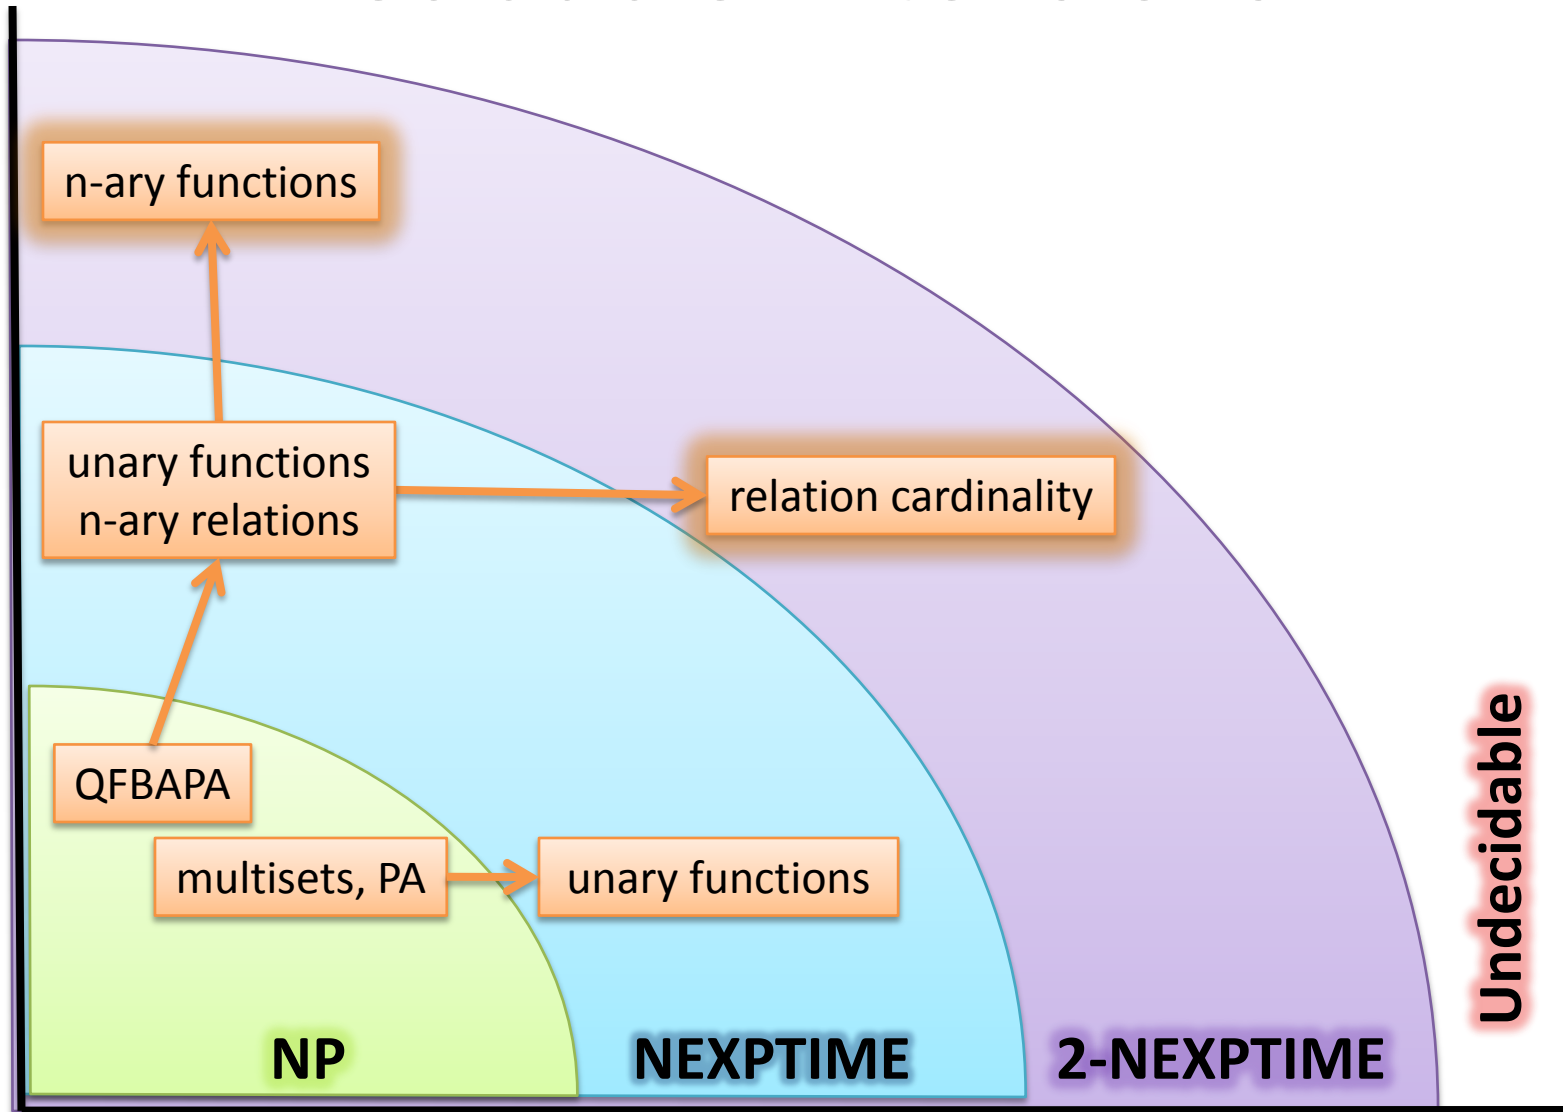 n-ary functions
unary functions
n-ary relations
relation cardinality
QFBAPA
multisets, PA
unary functions
NP
NEXPTIME
2-NEXPTIME
Undecidable